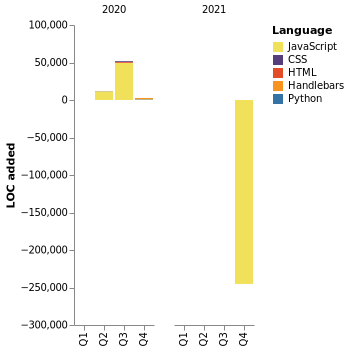 2020
2021
LOC added
100,000
50,000
0
−50,000
−100,000
−150,000
−200,000
−250,000
−300,000
Q1
Q2
Q3
Q4
Q1
Q2
Q3
Q4
Language
JavaScript
CSS
HTML
Handlebars
Python